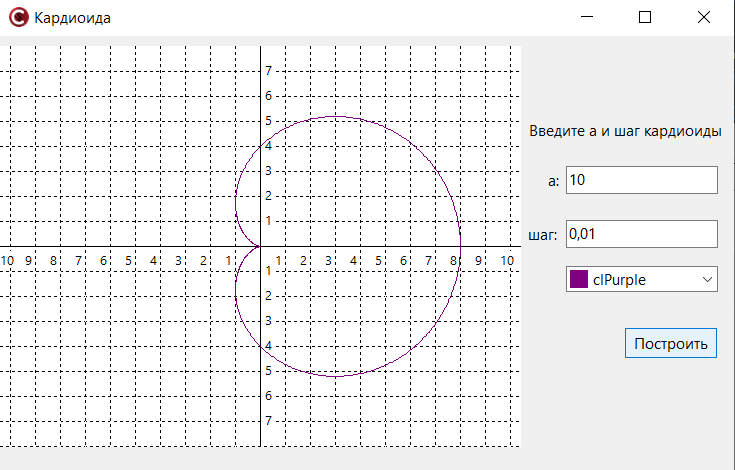 Кардиоида
7
6
5
4
3
2
1
10 9 8 7 6 5 4 3 2 1 1 2 3 4 5 6 7 8 9 10
1
2
3
4
5
6
7
Введите а и шаг кардиоиды
а: 10
шаг: 0,01
clPurple
Построить